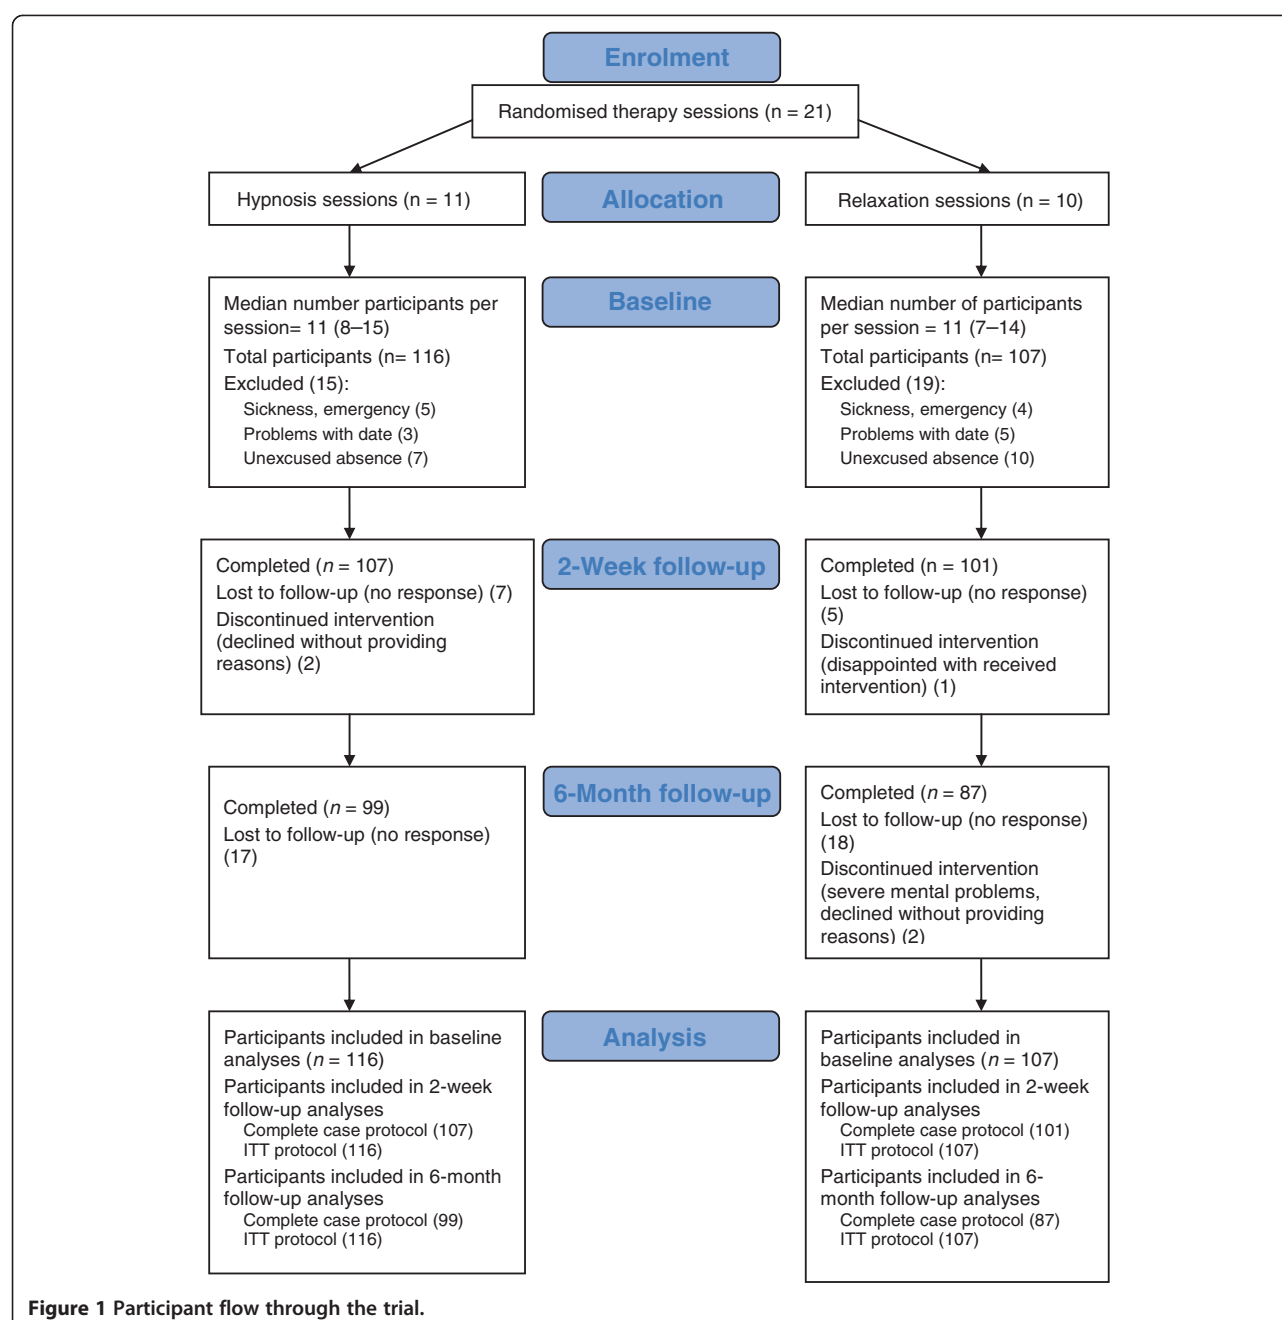 Enrolment
Randomised therapy sessions (n = 21)
Hypnosis sessions (n = 11)
Allocation
Relaxation sessions (n = 10)
Baseline
Median number participants per
session= 11 (8–15)
Total participants (n= 116)
Excluded (15):
Sickness, emergency (5)
Problems with date (3)
Unexcused absence (7)
Median number of participants
per session = 11 (7–14)
Total participants (n= 107)
Excluded (19):
Sickness, emergency (4)
Problems with date (5)
Unexcused absence (10)
2-Week follow-up
Completed (n = 107)
Lost to follow-up (no response) (7)
Discontinued intervention
(declined without providing
reasons) (2)
Completed (n = 101)
Lost to follow-up (no response)
(5)
Discontinued intervention
(disappointed with received
intervention) (1)
6-Month follow-up
Completed (n = 99)
Lost to follow-up (no response)
(17)
Completed (n = 87)
Lost to follow-up (no response)
(18)
Discontinued intervention
(severe mental problems,
declined without providing
reasons) (2)
Analysis
Participants included in baseline
analyses (n = 116)
Participants included in 2-week
follow-up analyses
Complete case protocol (107)
ITT protocol (116)
Participants included in 6-month
follow-up analyses
Complete case protocol (99)
ITT protocol (116)
Participants included in
baseline analyses (n = 107)
Participants included in 2-week
follow-up analyses
Complete case protocol (101)
ITT protocol (107)
Participants included in 6-
month follow-up analyses
Complete case protocol (87)
ITT protocol (107)
Figure 1 Participant flow through the trial.